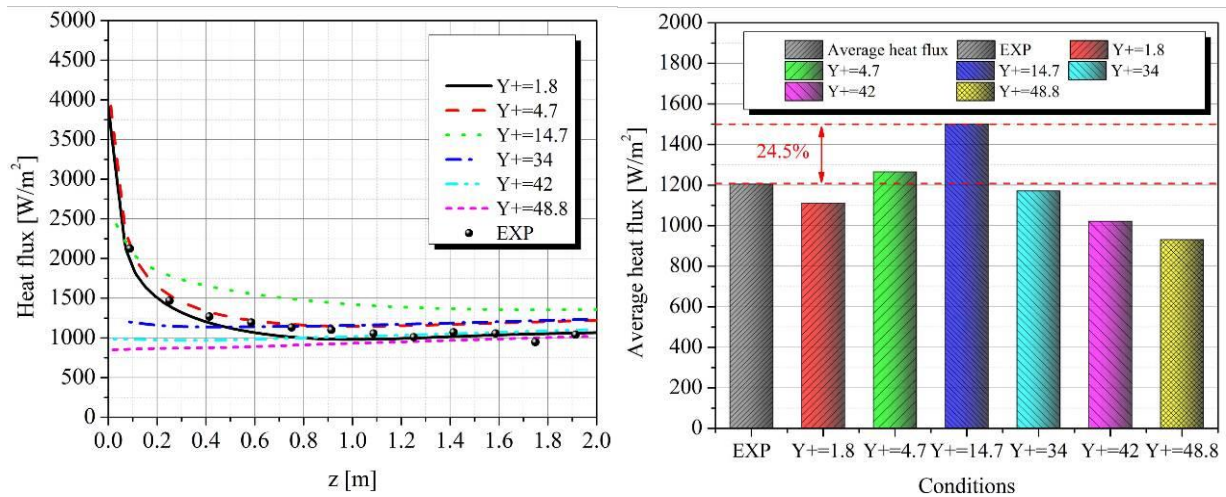 5000
4500
4000
3500
3000
2500
2000
1500
1000
500
0
Heat flux [W/m²]
Y+=1.8
Y+=4.7
Y+=14.7
Y+=34
Y+=42
Y+=48.8
EXP
0.0 0.2 0.4 0.6 0.8 1.0 1.2 1.4 1.6 1.8 2.0
z [m]
2000
1800
1600
1400
1200
1000
800
600
400
200
0
Average heat flux [W/m²]
Average heat flux EXP Y+=1.8
Y+=4.7 Y+=14.7 Y+=34
Y+=42 Y+=48.8
24.5%
EXP Y+=1.8 Y+=4.7 Y+=14.7 Y+=34 Y+=42 Y+=48.8
Conditions